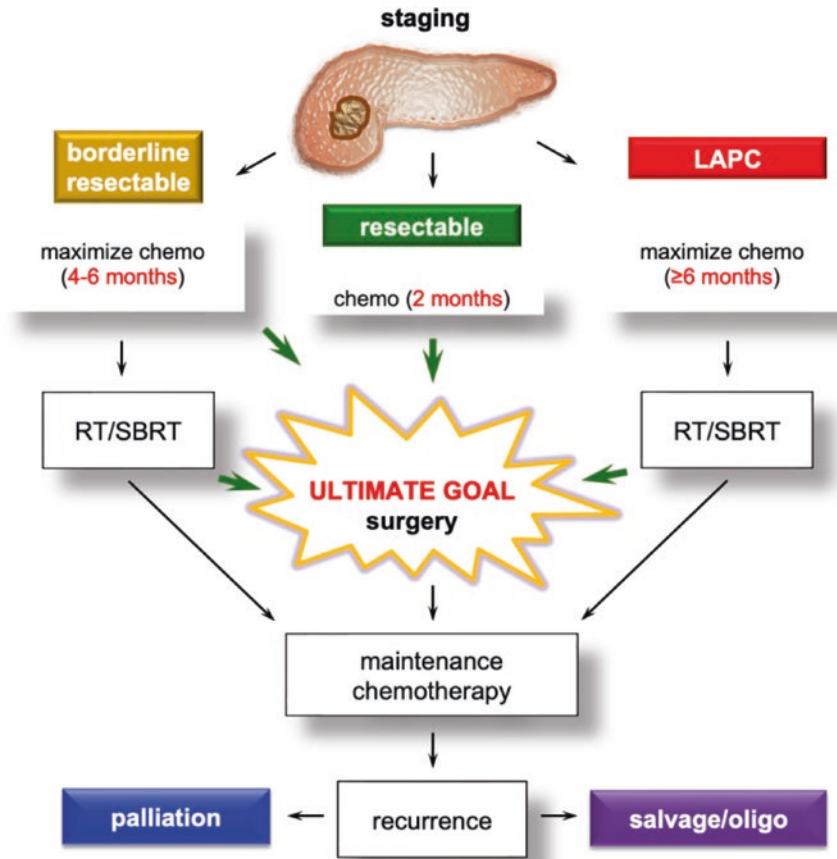 staging
borderline
resectable
LAPC
resectable
maximize chemo
(4-6 months)
chemo (2 months)
maximize chemo
(≥6 months)
RT/SBRT
RT/SBRT
ULTIMATE GOAL
surgery
maintenance
chemotherapy
palliation
recurrence
salvage/oligo